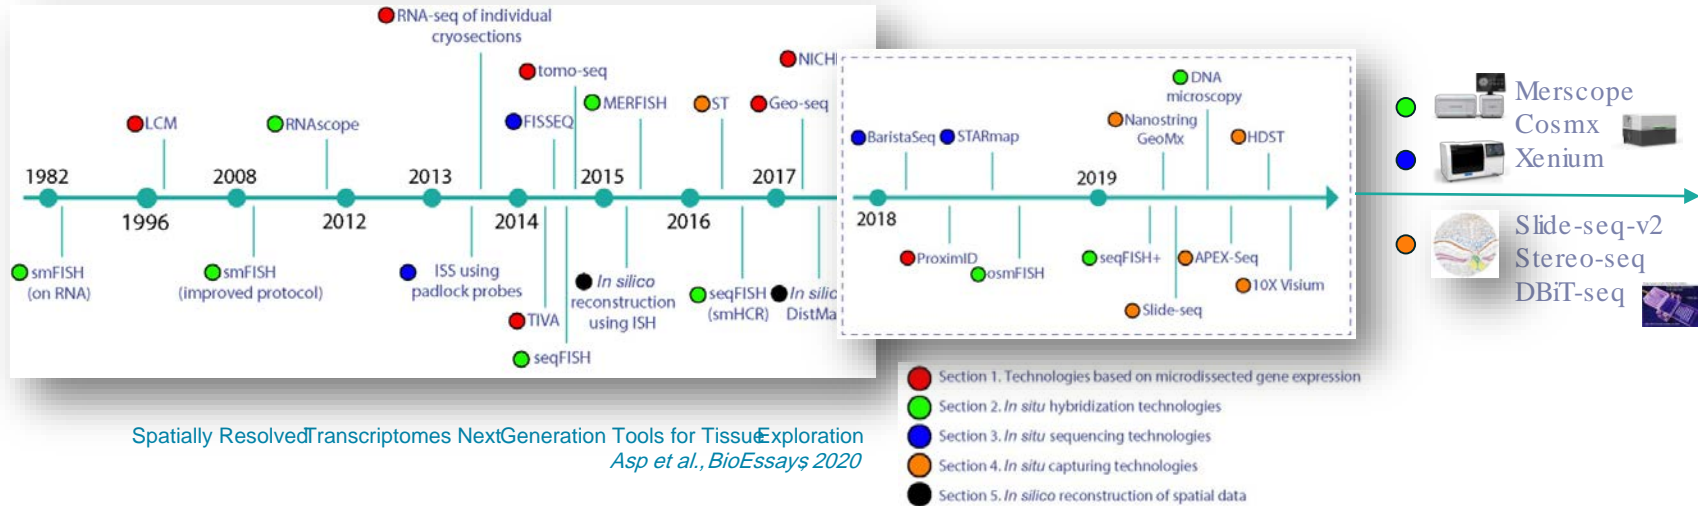 RNA-seq of individual
cryosections
tomo-seq
NICHE
LCM
RNAscope
FISSEQ
MERFISH
ST
Geo-seq
1982
2008
2013
2015
2017
1996
2012
2014
2016
smFISH
(on RNA)
smFISH
(improved protocol)
ISS using
padlock probes
TIVA
seqFISH
In silico
reconstruction
using ISH
seqFISH
(smHCR)
In silic
DistMa
DNA
microscopy
BaristaSeq
STARmap
Nanostring
GeoMx
HDST
2019
2018
ProximID
osmFISH
seqFISH+
APEX-Seq
10X Visium
Slide-seq
Merscope
Cosmx
Xenium
Slide-seq-v2
Stereo-seq
DBiT-seq
Section 1. Technologies based on microdissected gene expression
Section 2. In situ hybridization technologies
Section 3. In situ sequencing technologies
Section 4. In situ capturing technologies
Section 5. In silico reconstruction of spatial data
Spatially Resolved Transcriptomes NextGeneration Tools for Tissue Exploration
Asp et al., BioEssays, 2020